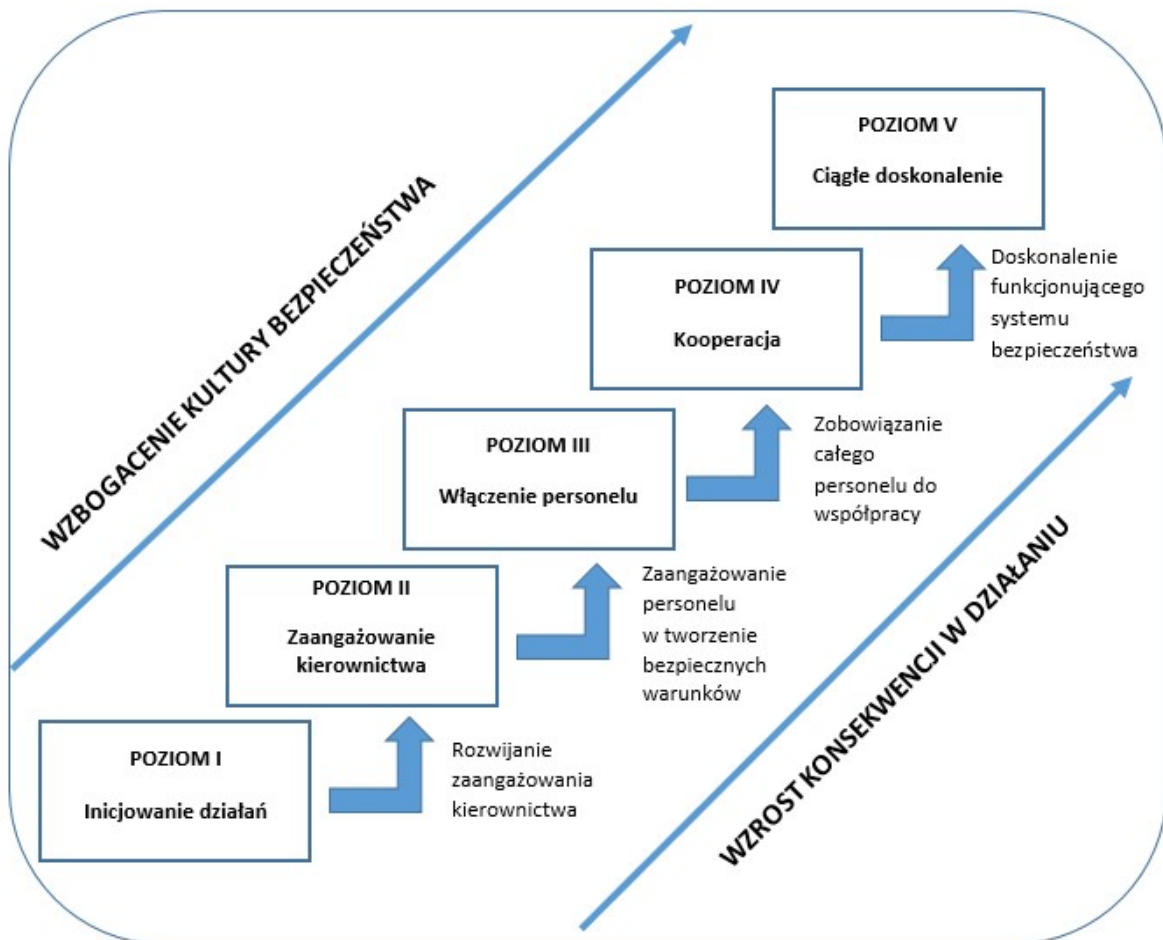 WZBOGACENIE KULTURY BEZPIECZEŃSTWA
POZIOM V
Ciągłe doskonalenie
Doskonalenie
funkcjonującego
systemu
bezpieczeństwa
POZIOM IV
Kooperacja
Zobowiązanie
całego
personelu do
współpracy
POZIOM III
Włączenie personelu
Zaangażowanie
personelu
w tworzenie
bezpiecznych
warunków
POZIOM II
Zaangażowanie
kierownictwa
Rozwijanie
zaangażowania
kierownictwa
POZIOM I
Inicjowanie działań
WZROST KONSEKWENCJI W DZIAŁANIU